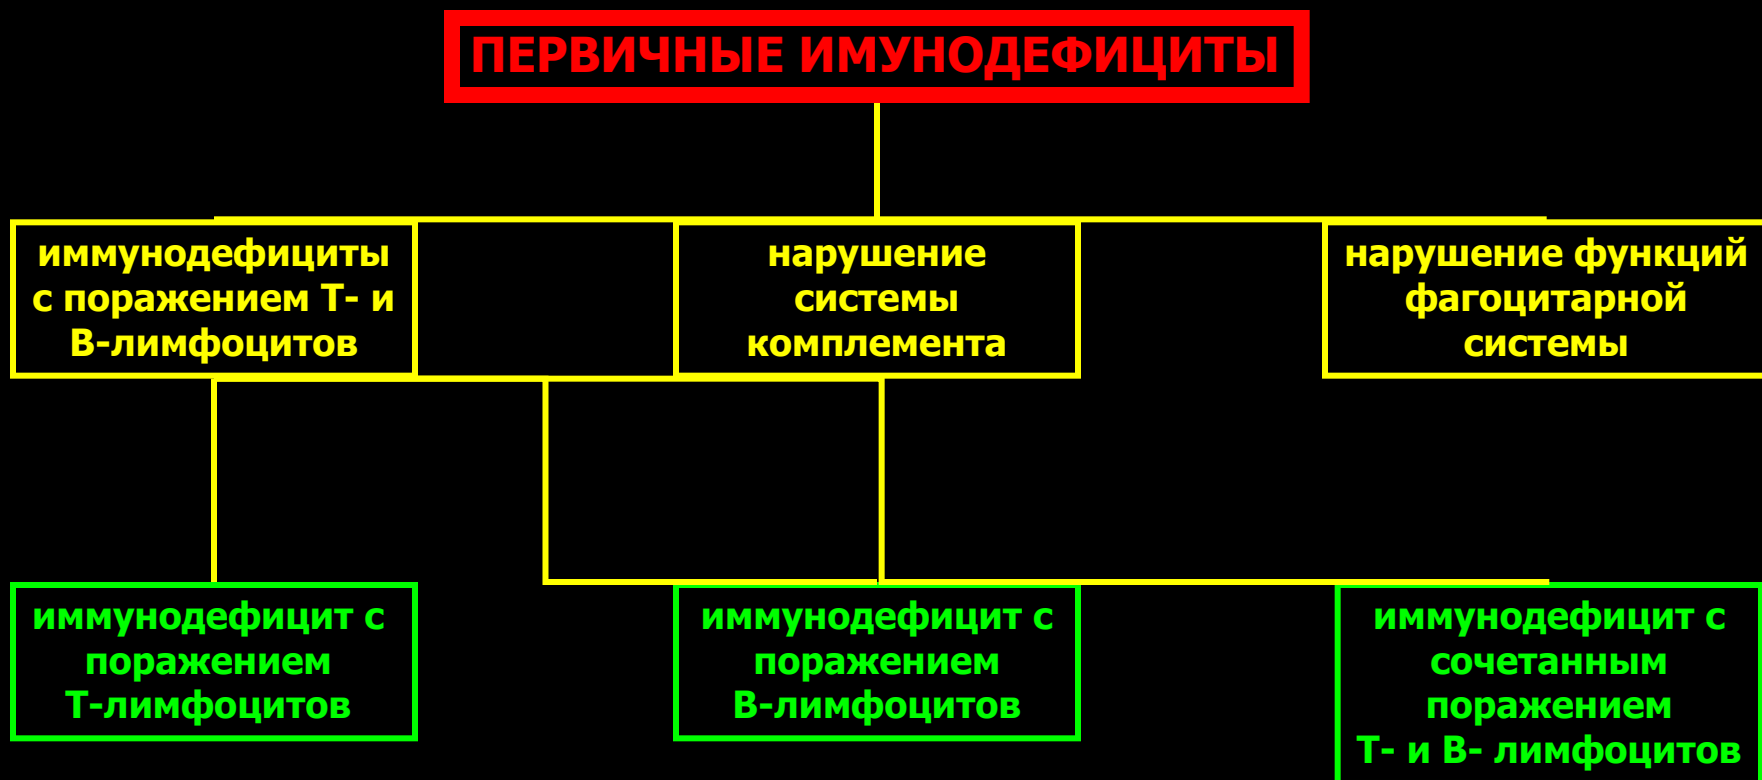 ПЕРВИЧНЫЕ ИМУНОДЕФИЦИТЫ
иммунодефициты
с поражением Т- и
В-лимфоцитов
нарушение
системы
комплемента
нарушение функций
фагоцитарной
системы
иммунодефицит с
поражением
Т-лимфоцитов
иммунодефицит с
поражением
В-лимфоцитов
иммунодефицит с
сочетанным
поражением
Т- и В- лимфоцитов